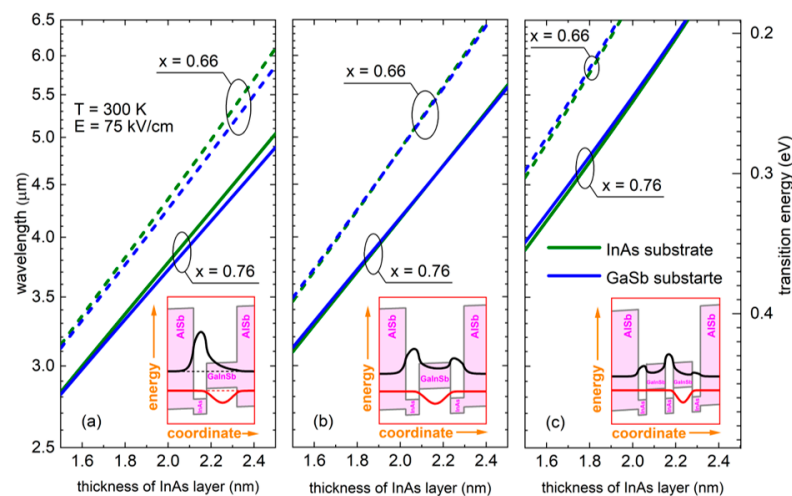 6.5
6.0
5.5
5.0
4.5
4.0
3.5
3.0
2.5
wavelength (μm)
x = 0.66
T = 300 K
E = 75 kV/cm
x = 0.76
AlSb
AlSb
GaInSb
InAs
energy
coordinate
(a)
1.6
1.8
2.0
2.2
2.4
thickness of InAs layer (nm)
x = 0.66
x = 0.76
AlSb
AlSb
GaInSb
InAs
InAs
energy
coordinate
(b)
1.6
1.8
2.0
2.2
2.4
thickness of InAs layer (nm)
x = 0.66
x = 0.76
InAs substrate
GaSb substarte
AlSb
AlSb
GaInSb
GaInSb
InAs
InAs
InAs
energy
coordinate
(c)
1.6
1.8
2.0
2.2
2.4
thickness of InAs layer (nm)
0.2
0.3
0.4
transition energy (eV)